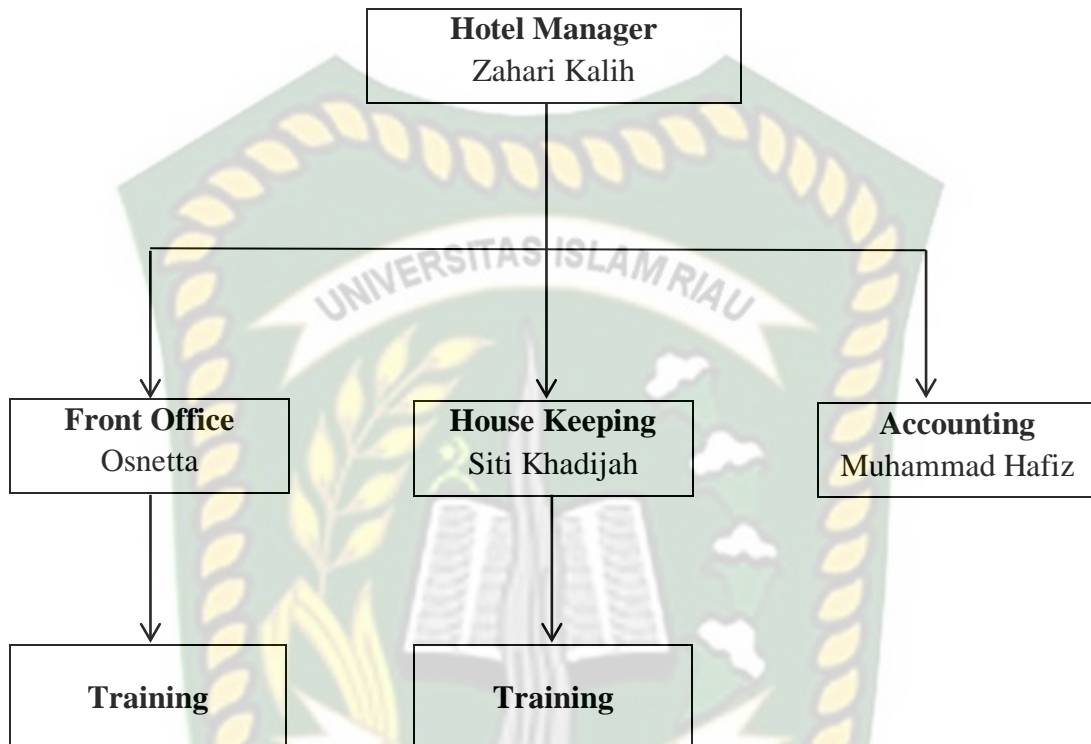 Hotel Manager
Zahari Kalih
UNIVERSITAS ISLAM RIAU
Front Office
Osnetta
House Keeping
Siti Khadijah
Accounting
Muhammad Hafiz
Training
Training